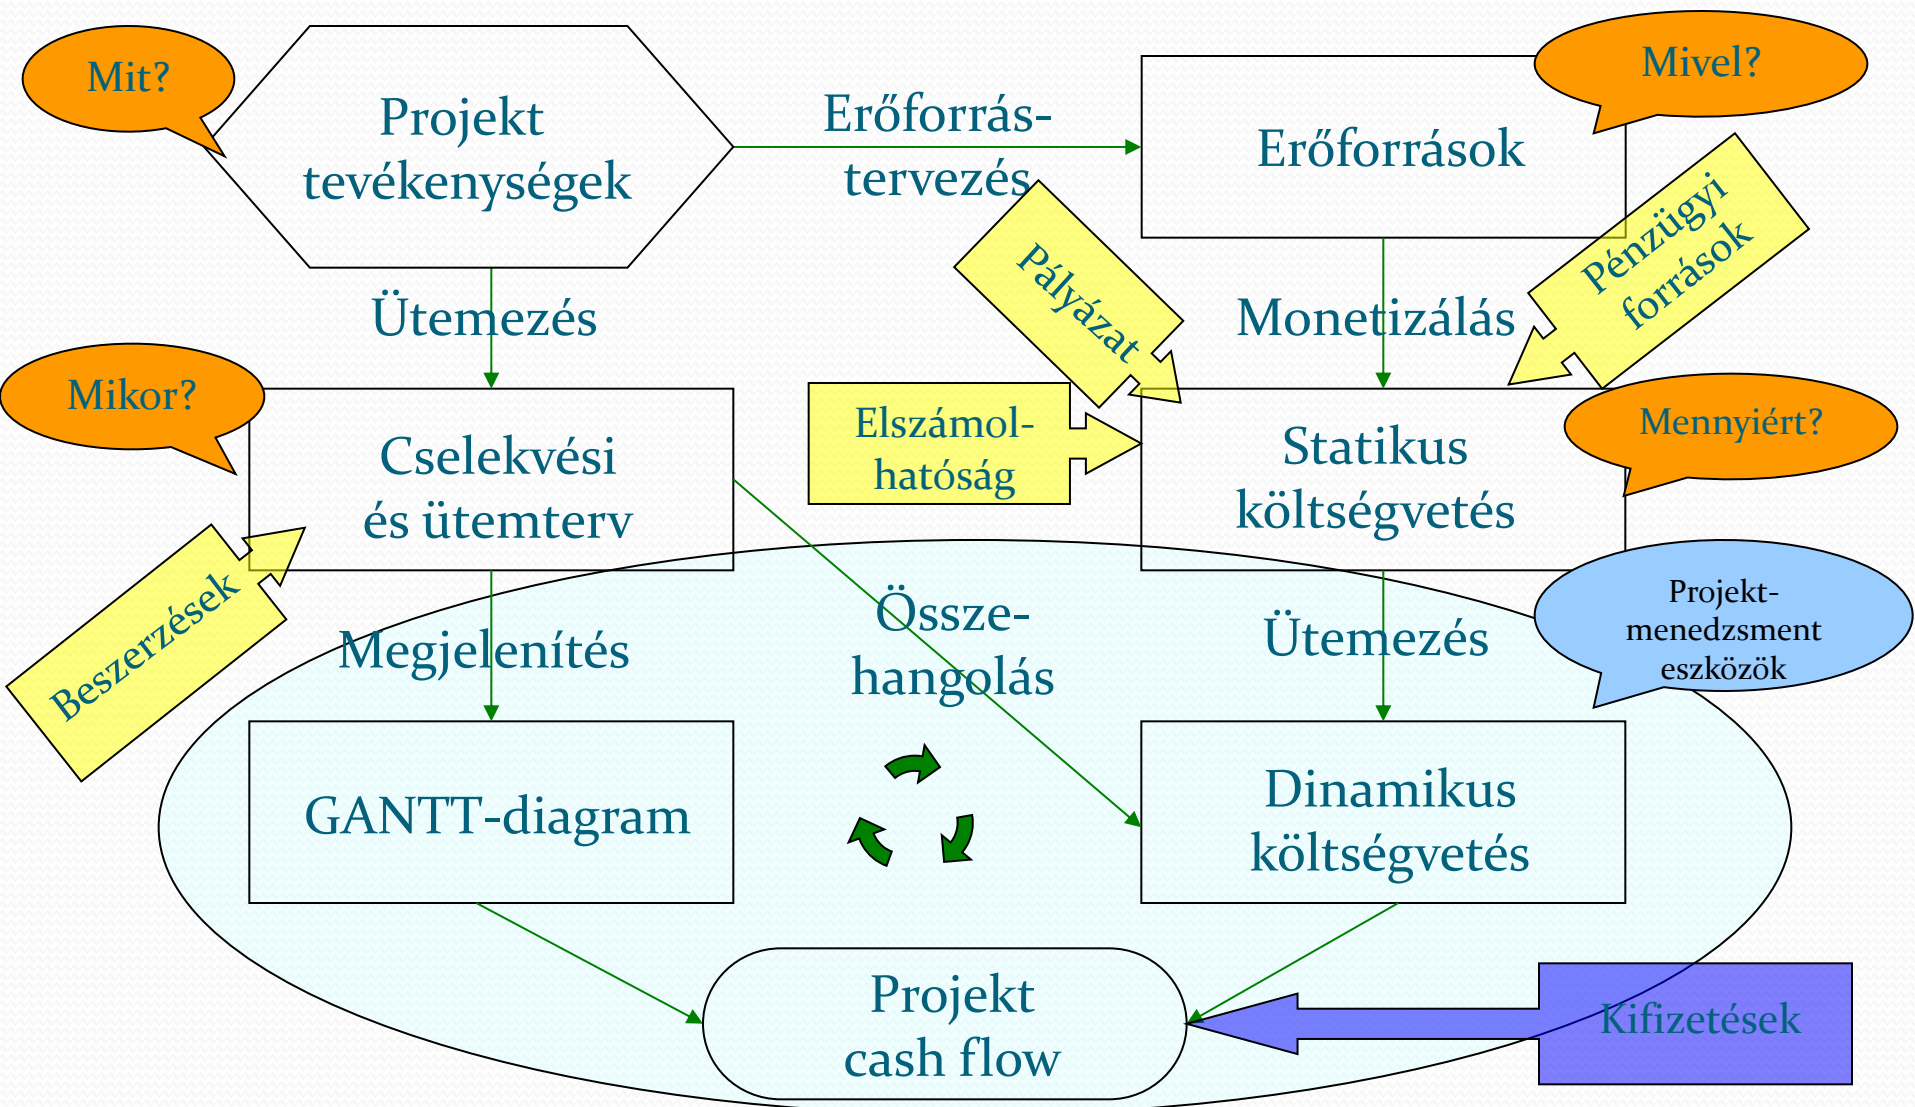 Mit?
Projekt
tevékenységek
Erőforrás-
tervezés
Erőforrások
Mivel?
Pénzügyi
források
Pályázat
Ütemezés
Monetizálás
Mikor?
Cselekvési
és ütemterv
Elszámol-
hatóság
Statikus
költségvetés
Mennyiért?
Beszerzések
Megjelenítés
Össze-
hangolás
Ütemezés
Projekt-
menedzsment
eszközök
GANTT-diagram
Dinamikus
költségvetés
Projekt
cash flow
Kifizetések